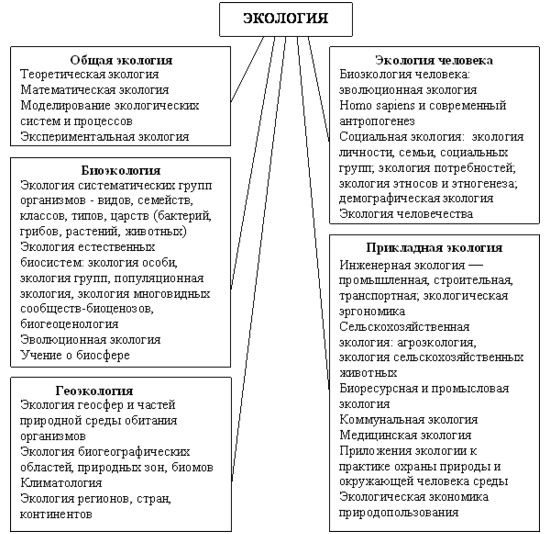 ЭКОЛОГИЯ
Общая экология
Теоретическая экология
Математическая экология
Моделирование экологических
систем и процессов
Экспериментальная экология
Биоэкология
Экология систематических групп
организмов - видов, семейств,
классов, типов, царств (бактерий,
грибов, растений, животных)
Экология естественных
биосистем: экология особи,
экология групп, популяционная
экология, экология многовидных
сообществ-биоценозов,
биогеоценология
Эволюционная экология
Учение о биосфере
Геоэкология
Экология геосфер и частей
природной среды обитания
организмов
Экология биогеографических
областей, природных зон, биомов
Климатология
Экология регионов, стран,
континентов
Экология человека
Биоэкология человека:
эволюционная экология
Homo sapiens и современный
антропогенез
Социальная экология: экология
личности, семьи, социальных
групп; экология потребностей;
экология этносов и этногенеза;
демографическая экология
Экология человечества
Прикладная экология
Инженерная экология —
промышленная, строительная,
транспортная; экологическая
эргономика
Сельскохозяйственная
экология: агроэкология,
экология сельскохозяйственных
животных
Биоресурсная и промысловая
экология
Коммунальная экология
Медицинская экология
Приложения экологии к
практике охраны природы и
окружающей человека среды
Экологическая экономика
природопользования